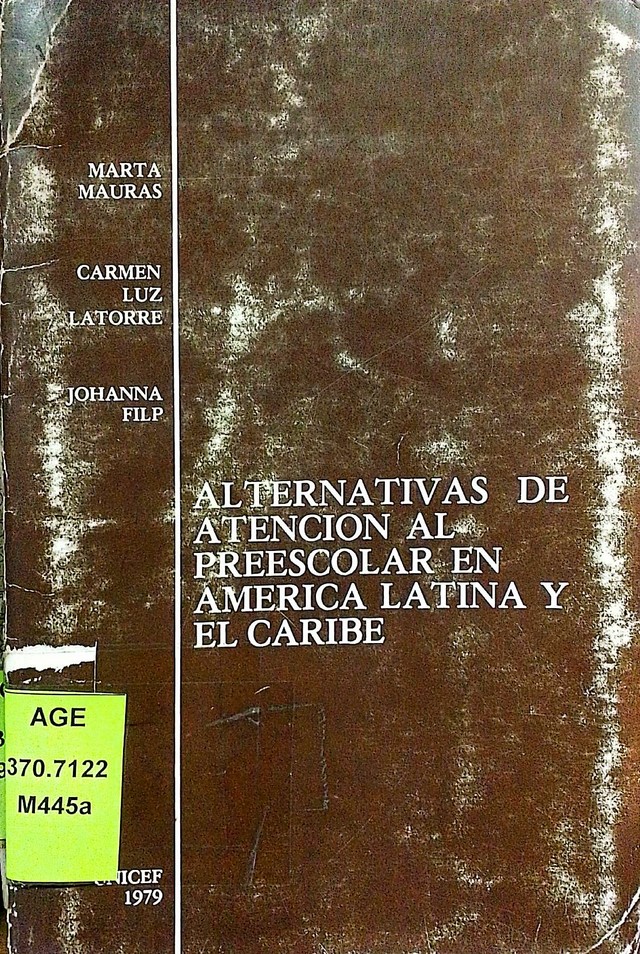 MARTA
MAURAS
CARMEN
LUZ
LATORRE
JOHANNA
FILP
ALTERNATIVAS DE
ATENCION AL
PREESCOLAR EN
AMERICA LATINA Y
EL CARIBE
AGE
370.7122
M445a
UNICEF
1979